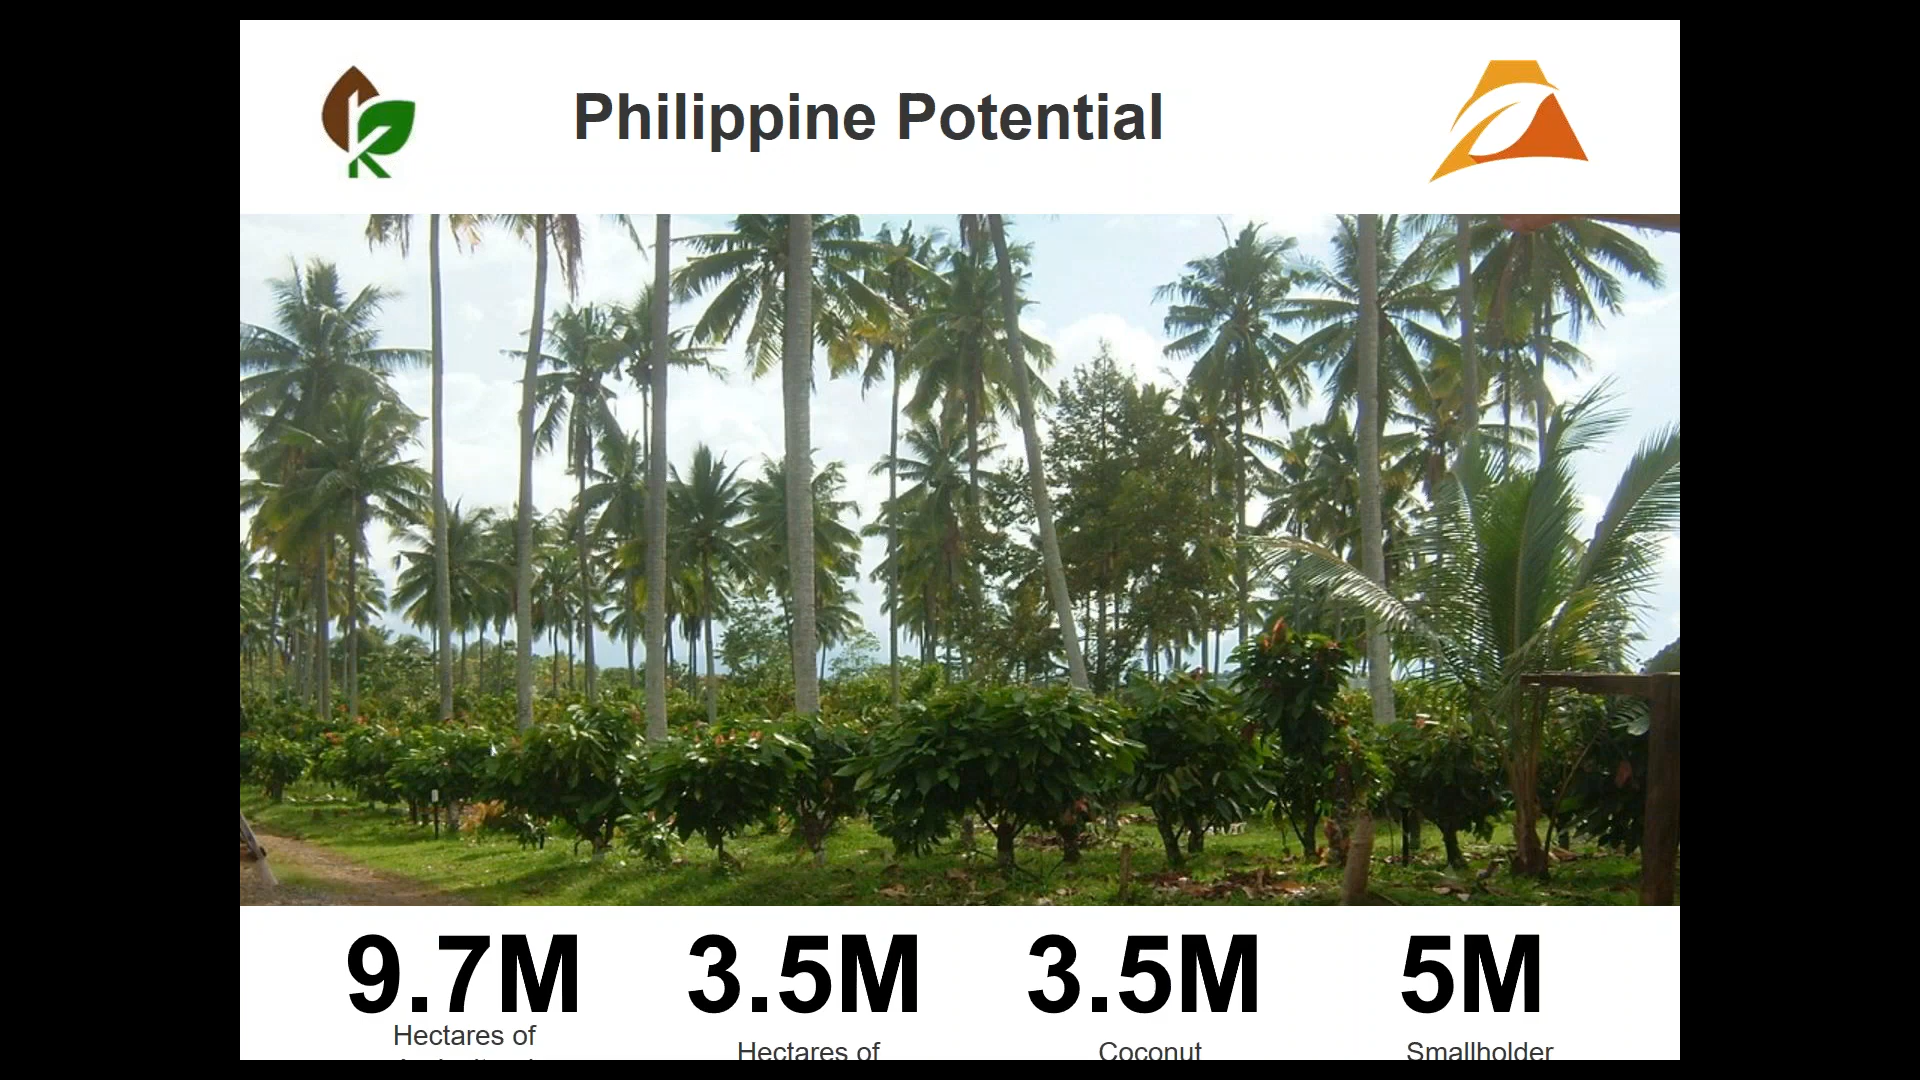 Philippine Potential
9.7M 3.5M 3.5M 5M
Hectares of
Hectares of Coconut Smallholder